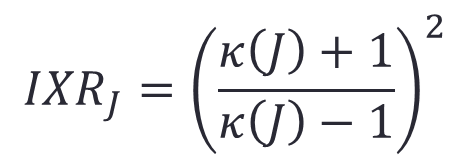 IXR_J = ( (κ(J) + 1) / (κ(J) − 1) )^2